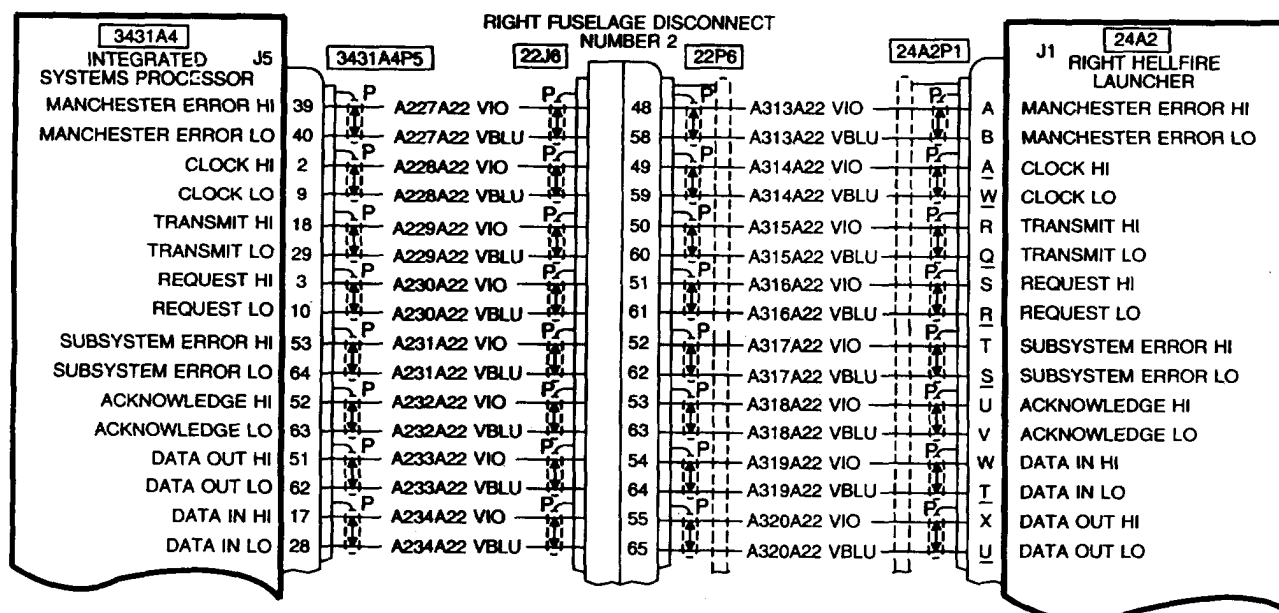 RIGHT FUSELAGE DISCONNECT
NUMBER 2
3431A4
INTEGRATED
SYSTEMS PROCESSOR
J5
3431A4P5
22J6
22P6
24A2P1
J1
24A2
RIGHT HELLFIRE
LAUNCHER
MANCHESTER ERROR HI 39 P A227A22 VIO P 48 P A313A22 VIO P A MANCHESTER ERROR HI
MANCHESTER ERROR LO 40 A227A22 VBLU 58 A313A22 VBLU B MANCHESTER ERROR LO
CLOCK HI 2 P A228A22 VIO P 49 P A314A22 VIO P A CLOCK HI
CLOCK LO 9 A228A22 VBLU 59 A314A22 VBLU W CLOCK LO
TRANSMIT HI 18 P A229A22 VIO P 50 P A315A22 VIO P R TRANSMIT HI
TRANSMIT LO 29 A229A22 VBLU 60 A315A22 VBLU Q TRANSMIT LO
REQUEST HI 3 P A230A22 VIO P 51 P A316A22 VIO P S REQUEST HI
REQUEST LO 10 A230A22 VBLU 61 A316A22 VBLU R REQUEST LO
SUBSYSTEM ERROR HI 53 P A231A22 VIO P 52 P A317A22 VIO P T SUBSYSTEM ERROR HI
SUBSYSTEM ERROR LO 64 A231A22 VBLU 62 A317A22 VBLU S SUBSYSTEM ERROR LO
ACKNOWLEDGE HI 52 P A232A22 VIO P 53 P A318A22 VIO P U ACKNOWLEDGE HI
ACKNOWLEDGE LO 63 A232A22 VBLU 63 A318A22 VBLU V ACKNOWLEDGE LO
DATA OUT HI 51 P A233A22 VIO P 54 P A319A22 VIO P W DATA IN HI
DATA OUT LO 62 A233A22 VBLU 64 A319A22 VBLU T DATA IN LO
DATA IN HI 17 P A234A22 VIO P 55 P A320A22 VIO P X DATA OUT HI
DATA IN LO 28 A234A22 VBLU 65 A320A22 VBLU U DATA OUT LO